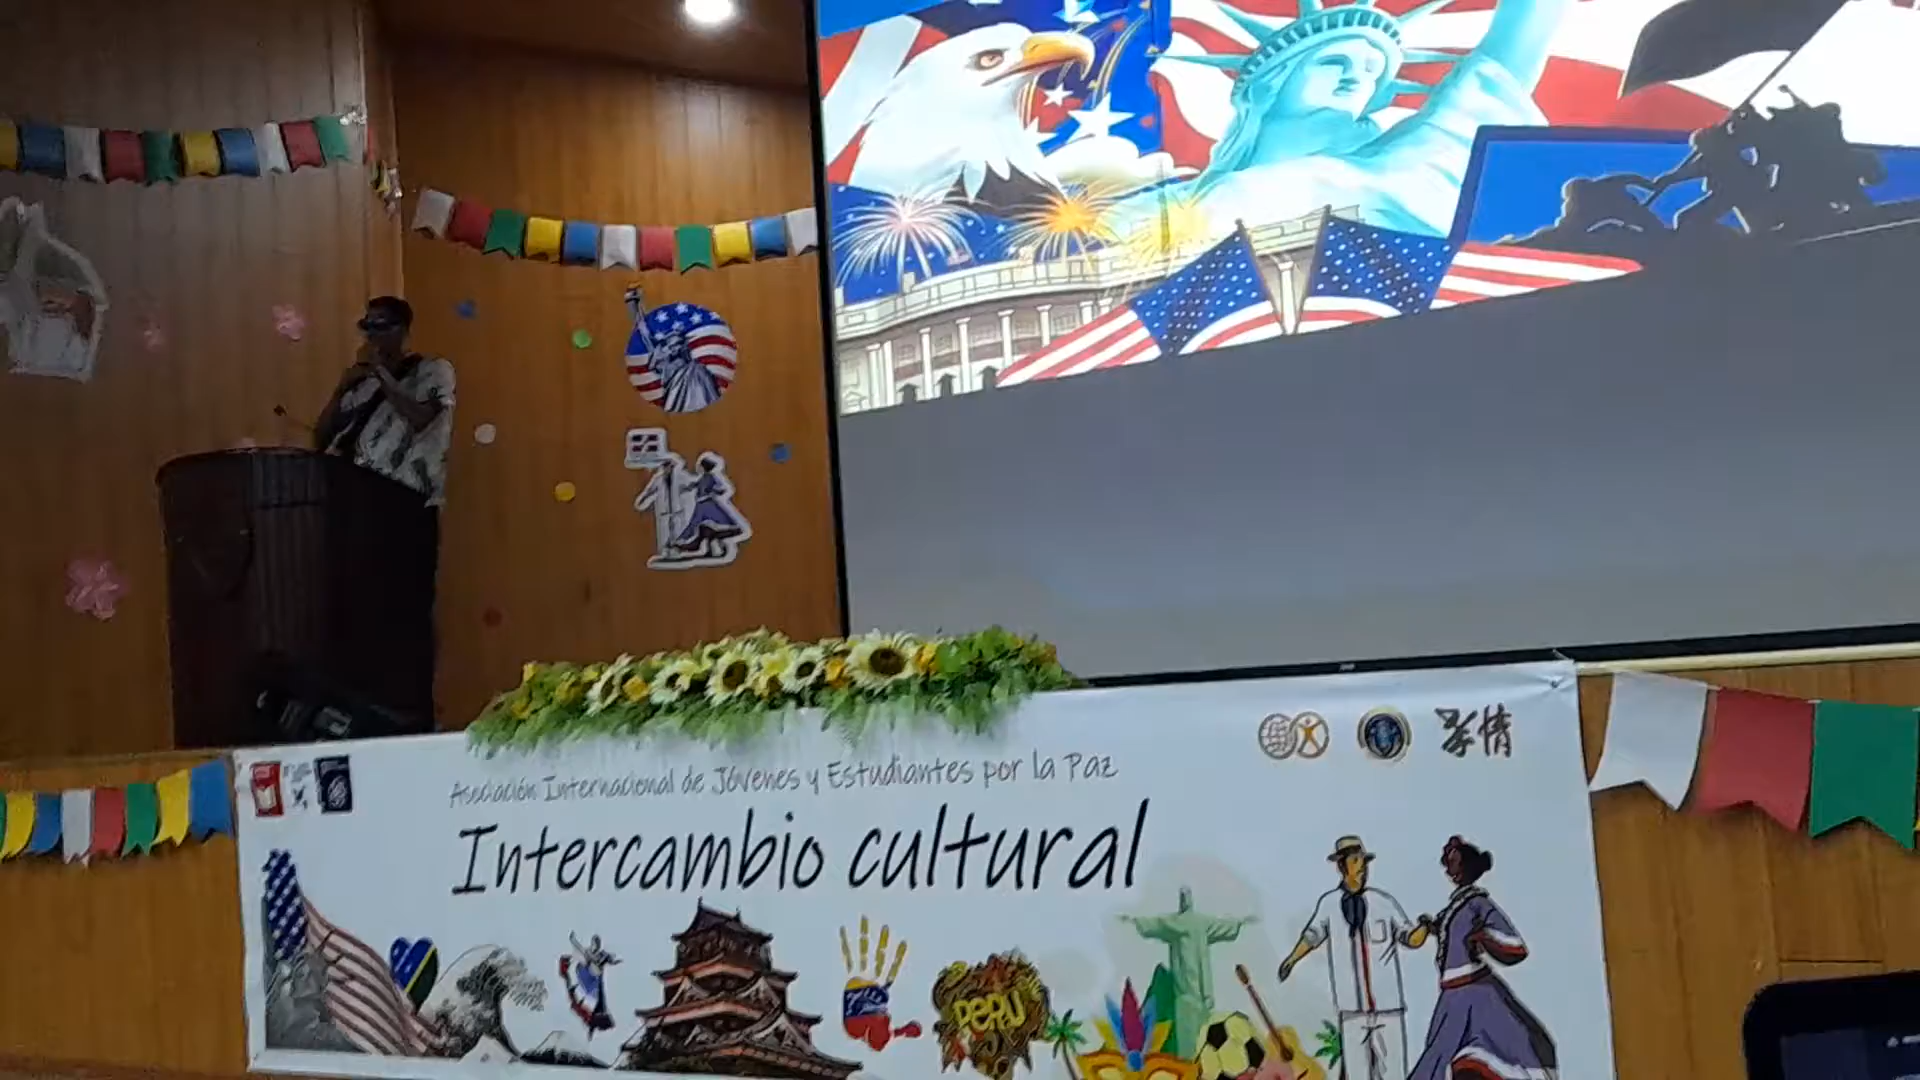 Asociación Internacional de Jóvenes y Estudiantes por la Paz
Intercambio cultural
PERU